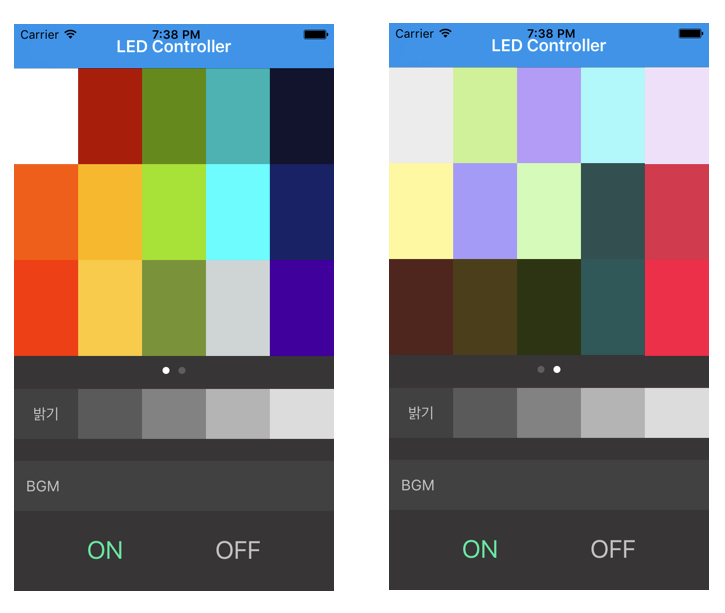 Carrier 7:38 PM
LED Controller
밝기
BGM
ON OFF
Carrier 7:38 PM
LED Controller
밝기
BGM
ON OFF